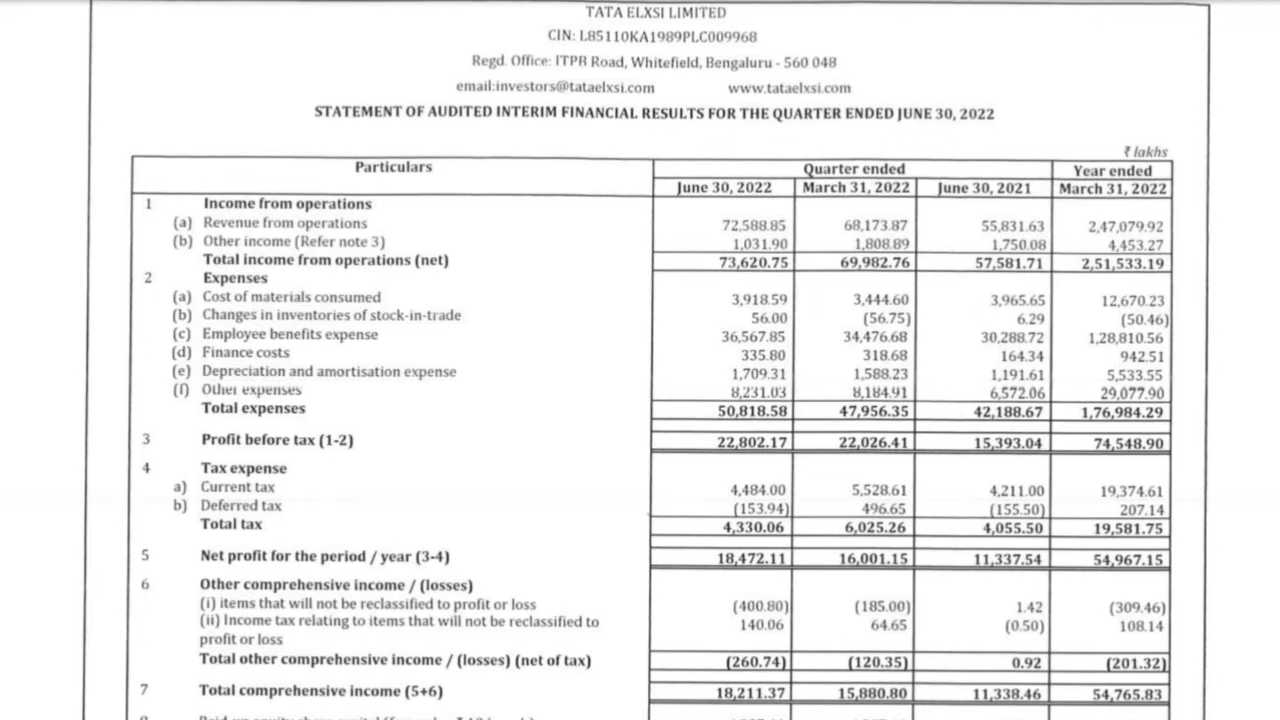 TATA ELXSI LIMITED
CIN: L85110KA1989PLC009968
Regd. Office: ITPB Road, Whitefield, Bengaluru - 560 048
email:investors@tataelxsi.com www.tataelxsi.com
STATEMENT OF AUDITED INTERIM FINANCIAL RESULTS FOR THE QUARTER ENDED JUNE 30, 2022
₹ lakhs
Particulars Quarter ended Year ended
June 30, 2022 March 31, 2022 June 30, 2021 March 31, 2022
1 Income from operations
(a) Revenue from operations 72,588.85 68,173.87 55,831.63 2,47,079.92
(b) Other income (Refer note 3) 1,031.90 1,808.89 1,750.08 4,453.27
Total income from operations (net) 73,620.75 69,982.76 57,581.71 2,51,533.19
2 Expenses
(a) Cost of materials consumed 3,918.59 3,444.60 3,965.65 12,670.23
(b) Changes in inventories of stock-in-trade 56.00 (56.75) 6.29 (50.46)
(c) Employee benefits expense 36,567.85 34,476.68 30,288.72 1,28,810.56
(d) Finance costs 335.80 318.68 164.34 942.51
(e) Depreciation and amortisation expense 1,709.31 1,588.23 1,191.61 5,533.55
(f) Other expenses 8,231.03 8,184.91 6,572.06 29,077.90
Total expenses 50,818.58 47,956.35 42,188.67 1,76,984.29
3 Profit before tax (1-2) 22,802.17 22,026.41 15,393.04 74,548.90
4 Tax expense
a) Current tax 4,484.00 5,528.61 4,211.00 19,374.61
b) Deferred tax (153.94) 496.65 (155.50) 207.14
Total tax 4,330.06 6,025.26 4,055.50 19,581.75
5 Net profit for the period / year (3-4) 18,472.11 16,001.15 11,337.54 54,967.15
6 Other comprehensive income / (losses)
(i) items that will not be reclassified to profit or loss (400.80) (185.00) 1.42 (309.46)
(ii) Income tax relating to items that will not be reclassified to 140.06 64.65 (0.50) 108.14
profit or loss
Total other comprehensive income / (losses) (net of tax) (260.74) (120.35) 0.92 (201.32)
7 Total comprehensive income (5+6) 18,211.37 15,880.80 11,338.46 54,765.83